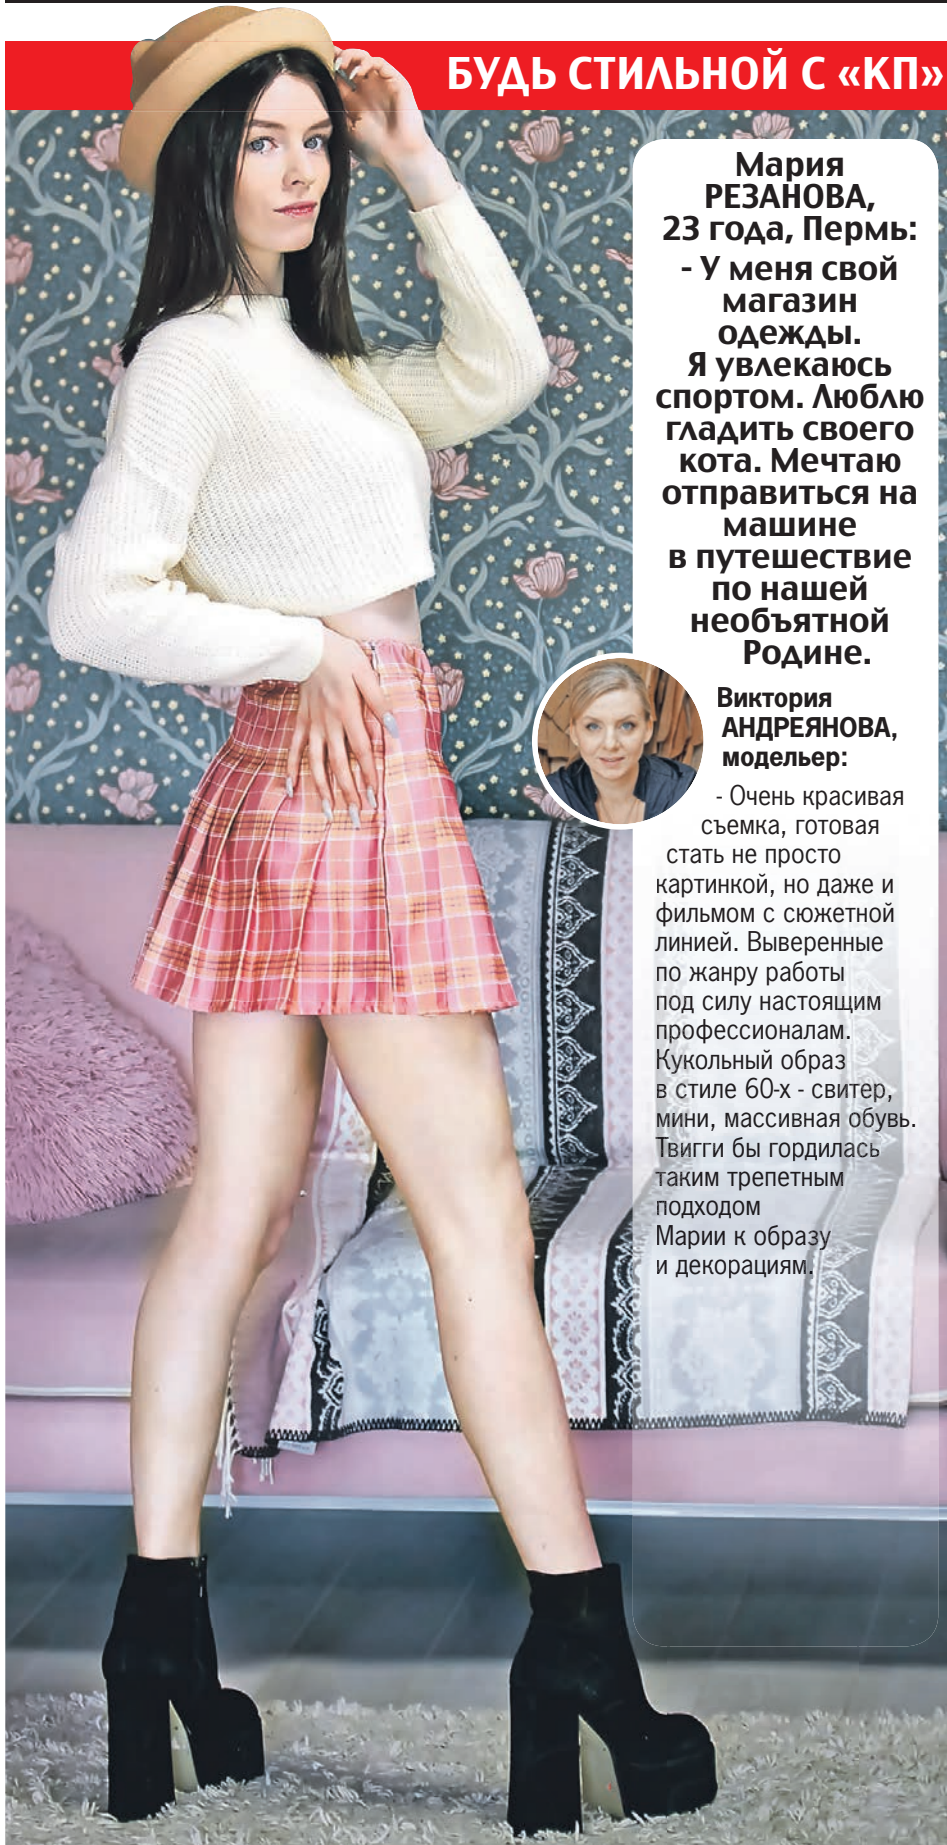 БУДЬ СТИЛЬНОЙ С «КП»
Мария
РЕЗАНОВА,
23 года, Пермь:
- У меня свой
магазин
одежды.
Я увлекаюсь
спортом. Люблю
гладить своего
кота. Мечтаю
отправиться на
машине
в путешествие
по нашей
необъятной
Родине.
Виктория
АНДРЕЯНОВА,
модельер:
- Очень красивая
съемка, готовая
стать не просто
картинкой, но даже и
фильмом с сюжетной
линией. Выверенные
по жанру работы
под силу настоящим
профессионалам.
Кукольный образ
в стиле 60-х - свитер,
мини, массивная обувь.
Твигги бы гордилась
таким трепетным
подходом
Марии к образу
и декорациям.